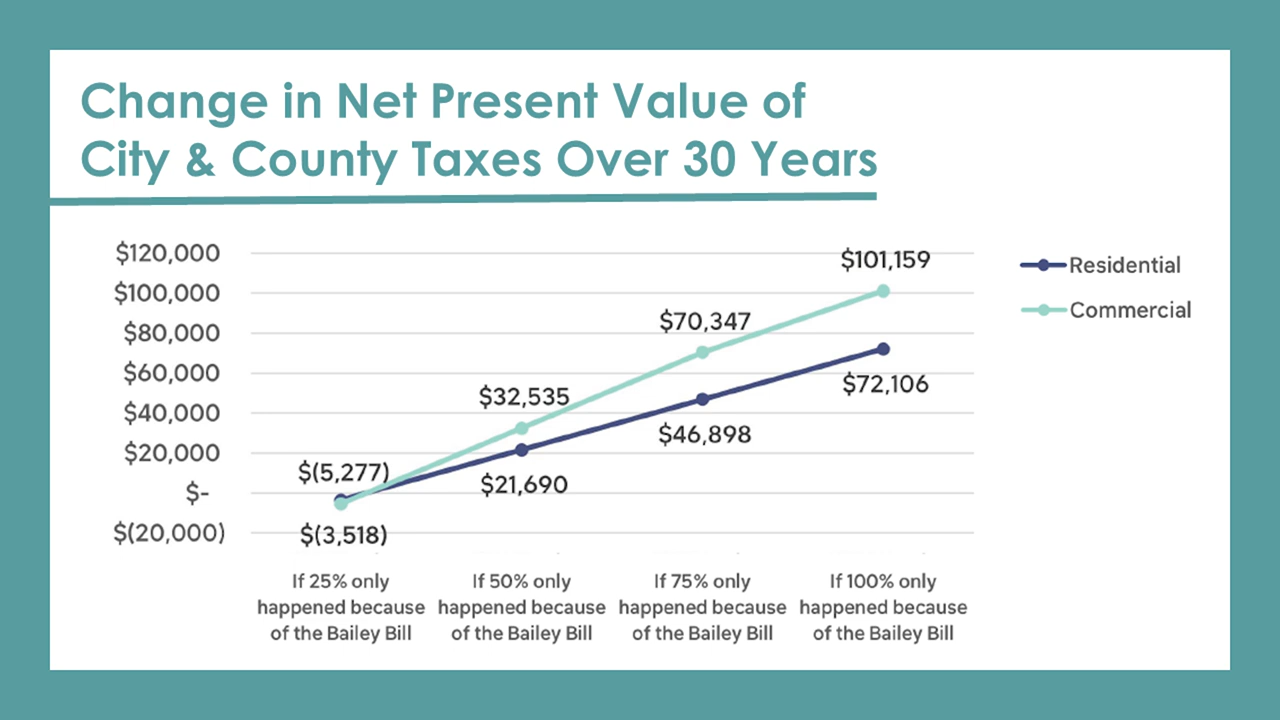 Change in Net Present Value of
City & County Taxes Over 30 Years
$120,000
$100,000
$80,000
$60,000
$40,000
$20,000
$-
$(20,000)
$(5,277)
$(3,518)
$32,535
$21,690
$70,347
$46,898
$101,159
$72,106
Residential
Commercial
If 25% only
happened because
of the Bailey Bill
If 50% only
happened because
of the Bailey Bill
If 75% only
happened because
of the Bailey Bill
If 100% only
happened because
of the Bailey Bill